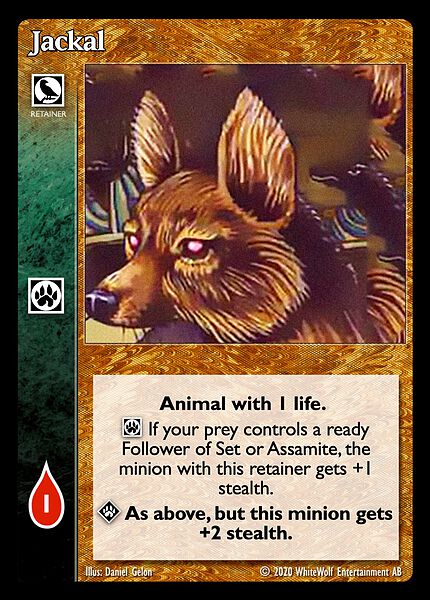 Jackal
RETAINER
Animal with 1 life.
If your prey controls a ready
Follower of Set or Assamite, the
minion with this retainer gets +1
stealth.
As above, but this minion gets
+2 stealth.
1
Illus: Daniel Gelon
© 2020 WhiteWolf Entertainment AB